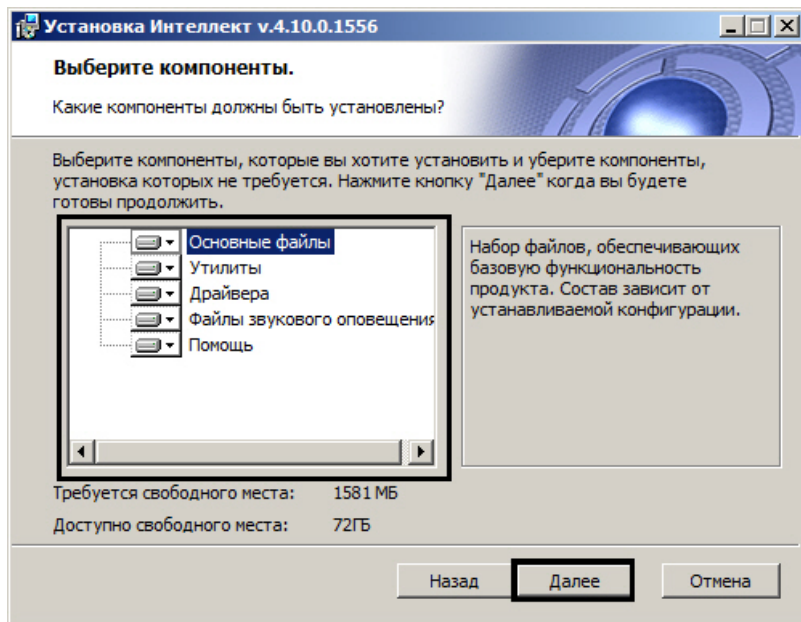 Установка Интеллект v.4.10.0.1556
Выберите компоненты.
Какие компоненты должны быть установлены?
Выберите компоненты, которые вы хотите установить и уберите компоненты,
установка которых не требуется. Нажмите кнопку "Далее" когда вы будете
готовы продолжить.
Основные файлы
Утилиты
Драйвера
Файлы звукового оповещения
Помощь
Набор файлов, обеспечивающих
базовую функциональность
продукта. Состав зависит от
устанавливаемой конфигурации.
Требуется свободного места: 1581 МБ
Доступно свободного места: 72ГБ
Назад
Далее
Отмена